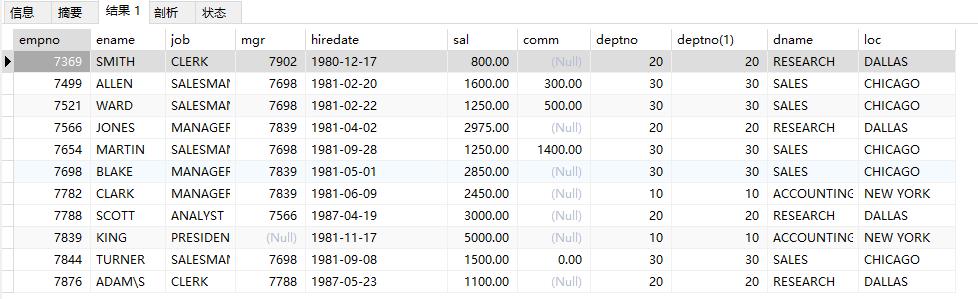 信息 摘要 结果 1 剖析 状态
empno ename job mgr hiredate sal comm deptno deptno(1) dname loc
7369 SMITH CLERK 7902 1980-12-17 800.00 (Null) 20 20 RESEARCH DALLAS
7499 ALLEN SALESMAN 7698 1981-02-20 1600.00 300.00 30 30 SALES CHICAGO
7521 WARD SALESMAN 7698 1981-02-22 1250.00 500.00 30 30 SALES CHICAGO
7566 JONES MANAGER 7839 1981-04-02 2975.00 (Null) 20 20 RESEARCH DALLAS
7654 MARTIN SALESMAN 7698 1981-09-28 1250.00 1400.00 30 30 SALES CHICAGO
7698 BLAKE MANAGER 7839 1981-05-01 2850.00 (Null) 30 30 SALES CHICAGO
7782 CLARK MANAGER 7839 1981-06-09 2450.00 (Null) 10 10 ACCOUNTING NEW YORK
7788 SCOTT ANALYST 7566 1987-04-19 3000.00 (Null) 20 20 RESEARCH DALLAS
7839 KING PRESIDEN (Null) 1981-11-17 5000.00 (Null) 10 10 ACCOUNTING NEW YORK
7844 TURNER SALESMAN 7698 1981-09-08 1500.00 0.00 30 30 SALES CHICAGO
7876 ADAM\S CLERK 7788 1987-05-23 1100.00 (Null) 20 20 RESEARCH DALLAS